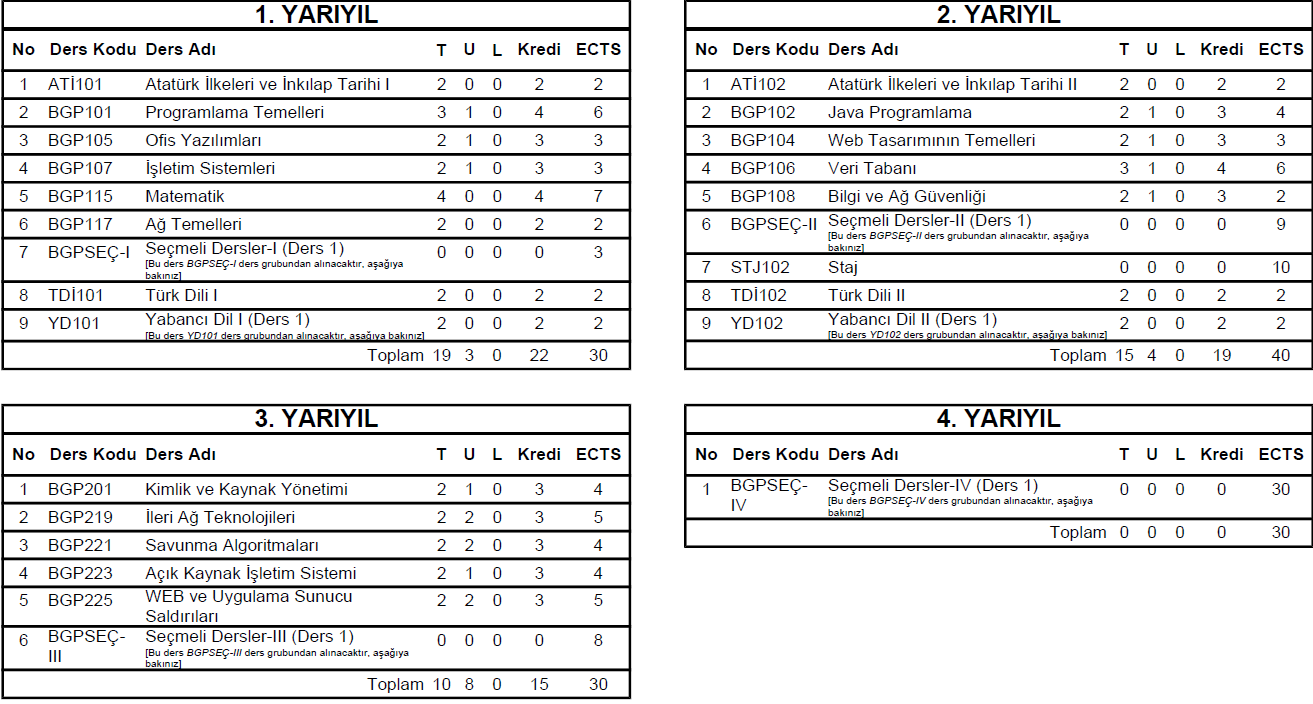 1. YARIYIL
No Ders Kodu Ders Adı T U L Kredi ECTS
1 ATİ101 Atatürk İlkeleri ve İnkılap Tarihi I 2 0 0 2 2
2 BGP101 Programlama Temelleri 3 1 0 4 6
3 BGP105 Ofis Yazılımları 2 1 0 3 3
4 BGP107 İşletim Sistemleri 2 1 0 3 3
5 BGP115 Matematik 4 0 0 4 7
6 BGP117 Ağ Temelleri 2 0 0 2 2
7 BGPSEÇ-I Seçmeli Dersler-I (Ders 1) 0 0 0 0 3
[Bu ders BGPSEÇ-I ders grubundan alınacaktır, aşağıya
bakınız]
8 TDİ101 Türk Dili I 2 0 0 2 2
9 YD101 Yabancı Dil I (Ders 1) 2 0 0 2 2
[Bu ders YD101 ders grubundan alınacaktır, aşağıya bakınız]
Toplam 19 3 0 22 30
2. YARIYIL
No Ders Kodu Ders Adı T U L Kredi ECTS
1 ATİ102 Atatürk İlkeleri ve İnkılap Tarihi II 2 0 0 2 2
2 BGP102 Java Programlama 2 1 0 3 4
3 BGP104 Web Tasarımının Temelleri 2 1 0 3 3
4 BGP106 Veri Tabanı 3 1 0 4 6
5 BGP108 Bilgi ve Ağ Güvenliği 2 1 0 3 2
6 BGPSEÇ-II Seçmeli Dersler-II (Ders 1) 0 0 0 0 9
[Bu ders BGPSEÇ-II ders grubundan alınacaktır, aşağıya
bakınız]
7 STJ102 Staj 0 0 0 0 10
8 TDİ102 Türk Dili II 2 0 0 2 2
9 YD102 Yabancı Dil II (Ders 1) 2 0 0 2 2
[Bu ders YD102 ders grubundan alınacaktır, aşağıya bakınız]
Toplam 15 4 0 19 40
3. YARIYIL
No Ders Kodu Ders Adı T U L Kredi ECTS
1 BGP201 Kimlik ve Kaynak Yönetimi 2 1 0 3 4
2 BGP219 İleri Ağ Teknolojileri 2 2 0 3 5
3 BGP221 Savunma Algoritmaları 2 2 0 3 4
4 BGP223 Açık Kaynak İşletim Sistemi 2 1 0 3 4
5 BGP225 WEB ve Uygulama Sunucu 2 2 0 3 5
Saldırıları
6 BGPSEÇ- Seçmeli Dersler-III (Ders 1) 0 0 0 0 8
III [Bu ders BGPSEÇ-III ders grubundan alınacaktır, aşağıya
bakınız]
Toplam 10 8 0 15 30
4. YARIYIL
No Ders Kodu Ders Adı T U L Kredi ECTS
1 BGPSEÇ- Seçmeli Dersler-IV (Ders 1) 0 0 0 0 30
IV [Bu ders BGPSEÇ-IV ders grubundan alınacaktır, aşağıya
bakınız]
Toplam 0 0 0 0 30